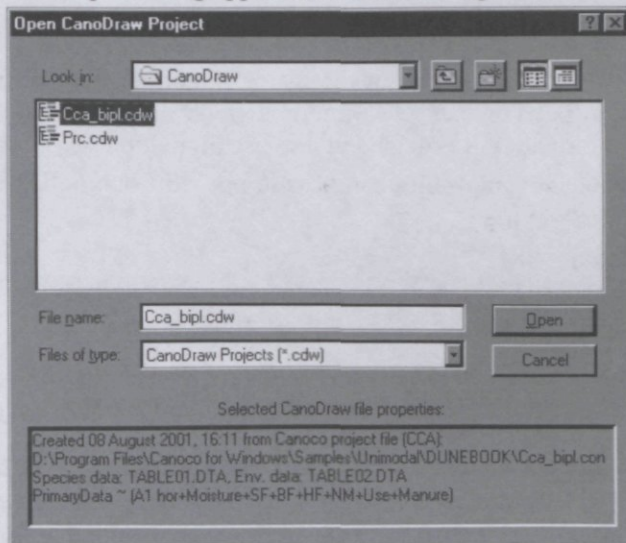 Open CanoDraw Project
Look in: CanoDraw
Cca_bipl.cdw
Prc.cdw
File name: Cca_bipl.cdw Open
Files of type: CanoDraw Projects (*.cdw) Cancel
Selected CanoDraw file properties:
Created 08 August 2001, 16:11 from Canoco project file (CCA):
D:\Program Files\Canoco for Windows\Samples\Unimodal\DUNEBOOK\Cca_bipl.con
Species data: TABLE01.DTA, Env. data: TABLE02.DTA
PrimaryData ~ (A1 hor+Moisture+SF+BF+HF+NM+Use+Manure)